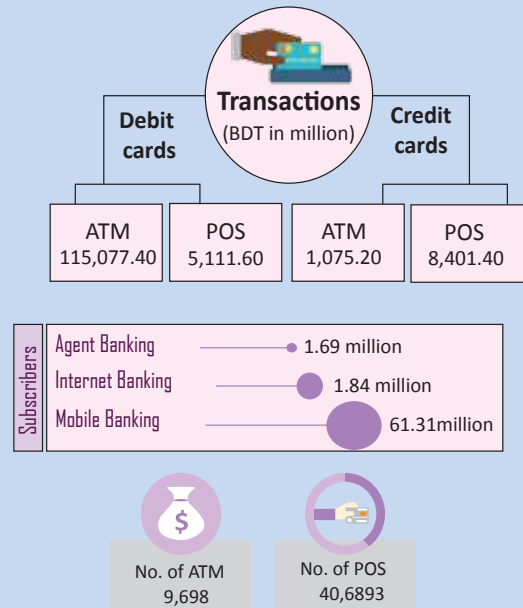 Transactions
(BDT in million)
Debit
cards
Credit
cards
ATM
115,077.40
POS
5,111.60
ATM
1,075.20
POS
8,401.40
Subscribers
Agent Banking
1.69 million
Internet Banking
1.84 million
Mobile Banking
61.31million
$
No. of ATM
9,698
No. of POS
40,6893